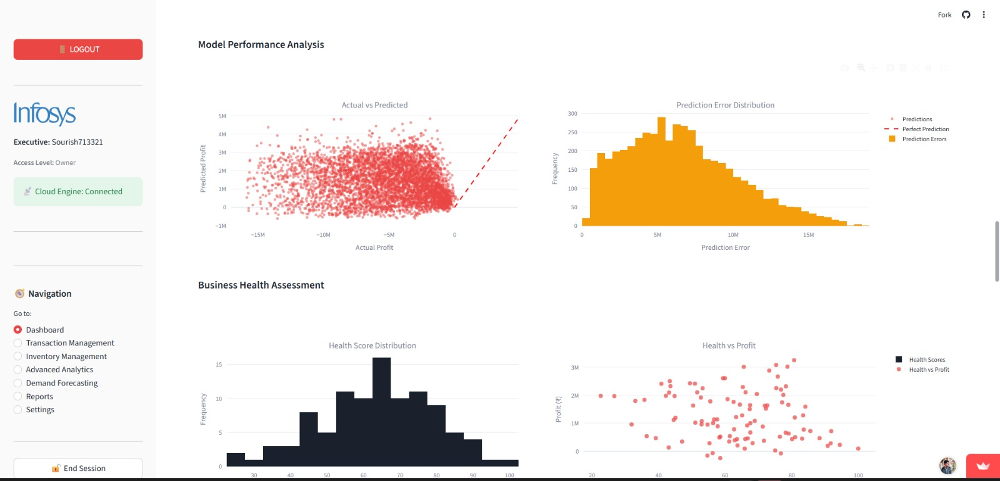 Fork
LOGOUT
Infosys
Executive: Sourish713321
Access Level: Owner
Cloud Engine: Connected
Navigation
Go to:
Dashboard
Transaction Management
Inventory Management
Advanced Analytics
Demand Forecasting
Reports
Settings
End Session
Model Performance Analysis
Actual vs Predicted
Predicted Profit
5M
4M
3M
2M
1M
0
−1M
−15M
−10M
−5M
0
Actual Profit
Prediction Error Distribution
Frequency
300
250
200
150
100
50
0
0
5M
10M
15M
Prediction Error
Predictions
Perfect Prediction
Prediction Errors
Business Health Assessment
Health Score Distribution
Frequency
15
10
5
0
30
40
50
60
70
80
90
100
Health vs Profit
Profit (₹)
3M
2M
1M
0
20
40
60
80
100
Health Scores
Health vs Profit